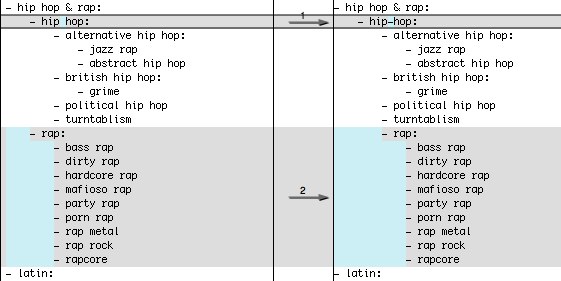 - hip hop & rap:
- hip hop:
- alternative hip hop:
- jazz rap
- abstract hip hop
- british hip hop:
- grime
- political hip hop
- turntablism
- rap:
- bass rap
- dirty rap
- hardcore rap
- mafioso rap
- party rap
- porn rap
- rap metal
- rap rock
- rapcore
- latin:
1
2
- hip hop & rap:
- hip-hop:
- alternative hip hop:
- jazz rap
- abstract hip hop
- british hip hop:
- grime
- political hip hop
- turntablism
- rap:
- bass rap
- dirty rap
- hardcore rap
- mafioso rap
- party rap
- porn rap
- rap metal
- rap rock
- rapcore
- latin: